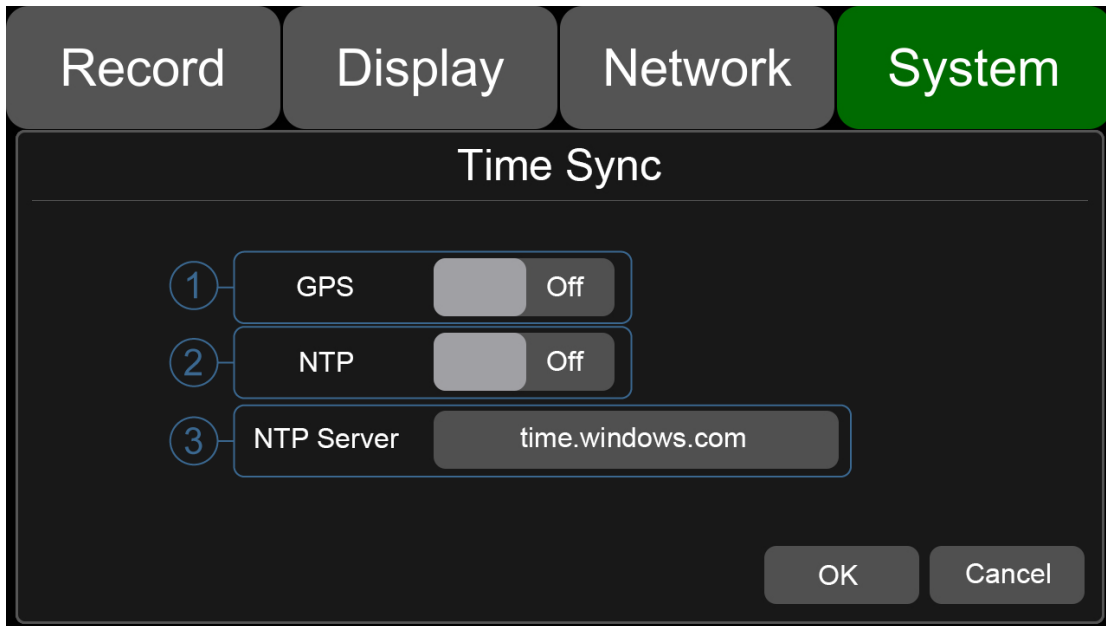 Record Display Network System
Time Sync
1 GPS Off
2 NTP Off
3 NTP Server time.windows.com
OK Cancel